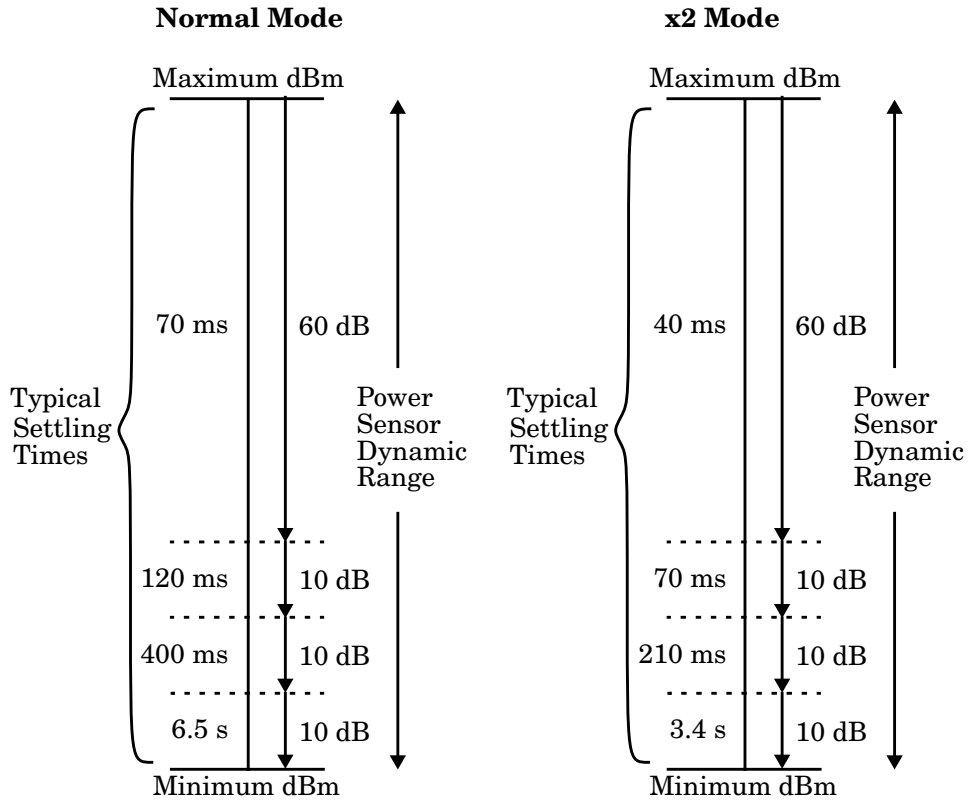 Normal Mode
Maximum dBm
70 ms
60 dB
Typical
Settling
Times
Power
Sensor
Dynamic
Range
120 ms
10 dB
400 ms
10 dB
6.5 s
10 dB
Minimum dBm
x2 Mode
Maximum dBm
40 ms
60 dB
Typical
Settling
Times
Power
Sensor
Dynamic
Range
70 ms
10 dB
210 ms
10 dB
3.4 s
10 dB
Minimum dBm